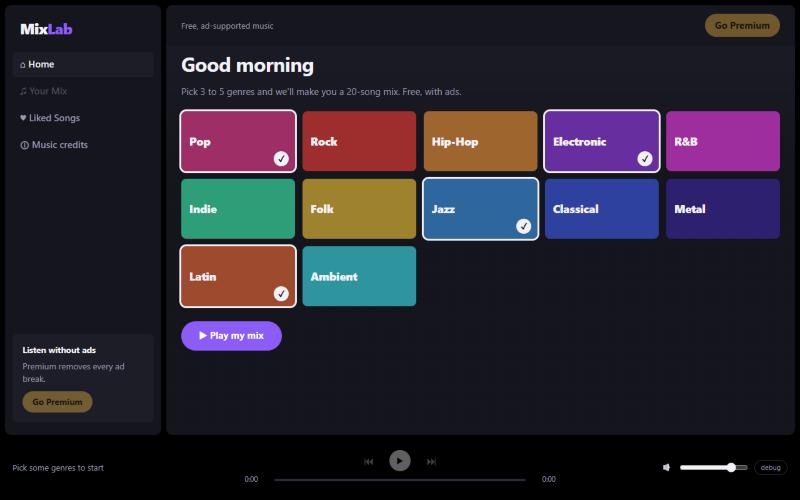 MixLab
Home
Your Mix
Liked Songs
Music credits
Listen without ads
Premium removes every ad
break.
Go Premium
Free, ad-supported music
Go Premium
Good morning
Pick 3 to 5 genres and we'll make you a 20-song mix. Free, with ads.
Pop
Rock
Hip-Hop
Electronic
R&B
Indie
Folk
Jazz
Classical
Metal
Latin
Ambient
Play my mix
Pick some genres to start
0:00
0:00
debug